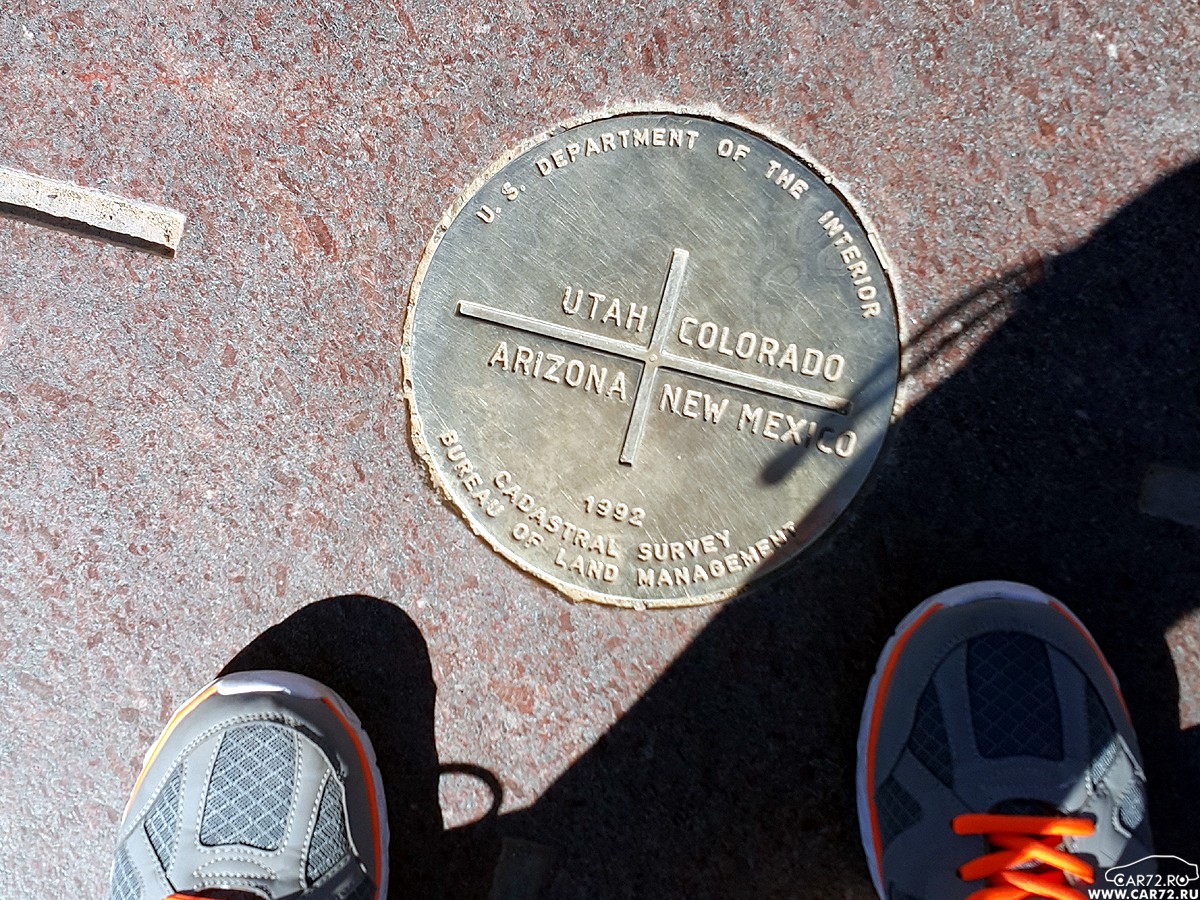 U.S. DEPARTMENT OF THE INTERIOR
UTAH COLORADO
ARIZONA NEW MEXICO
1992
CADASTRAL SURVEY
BUREAU OF LAND MANAGEMENT
CAR72.RU
WWW.CAR72.RU